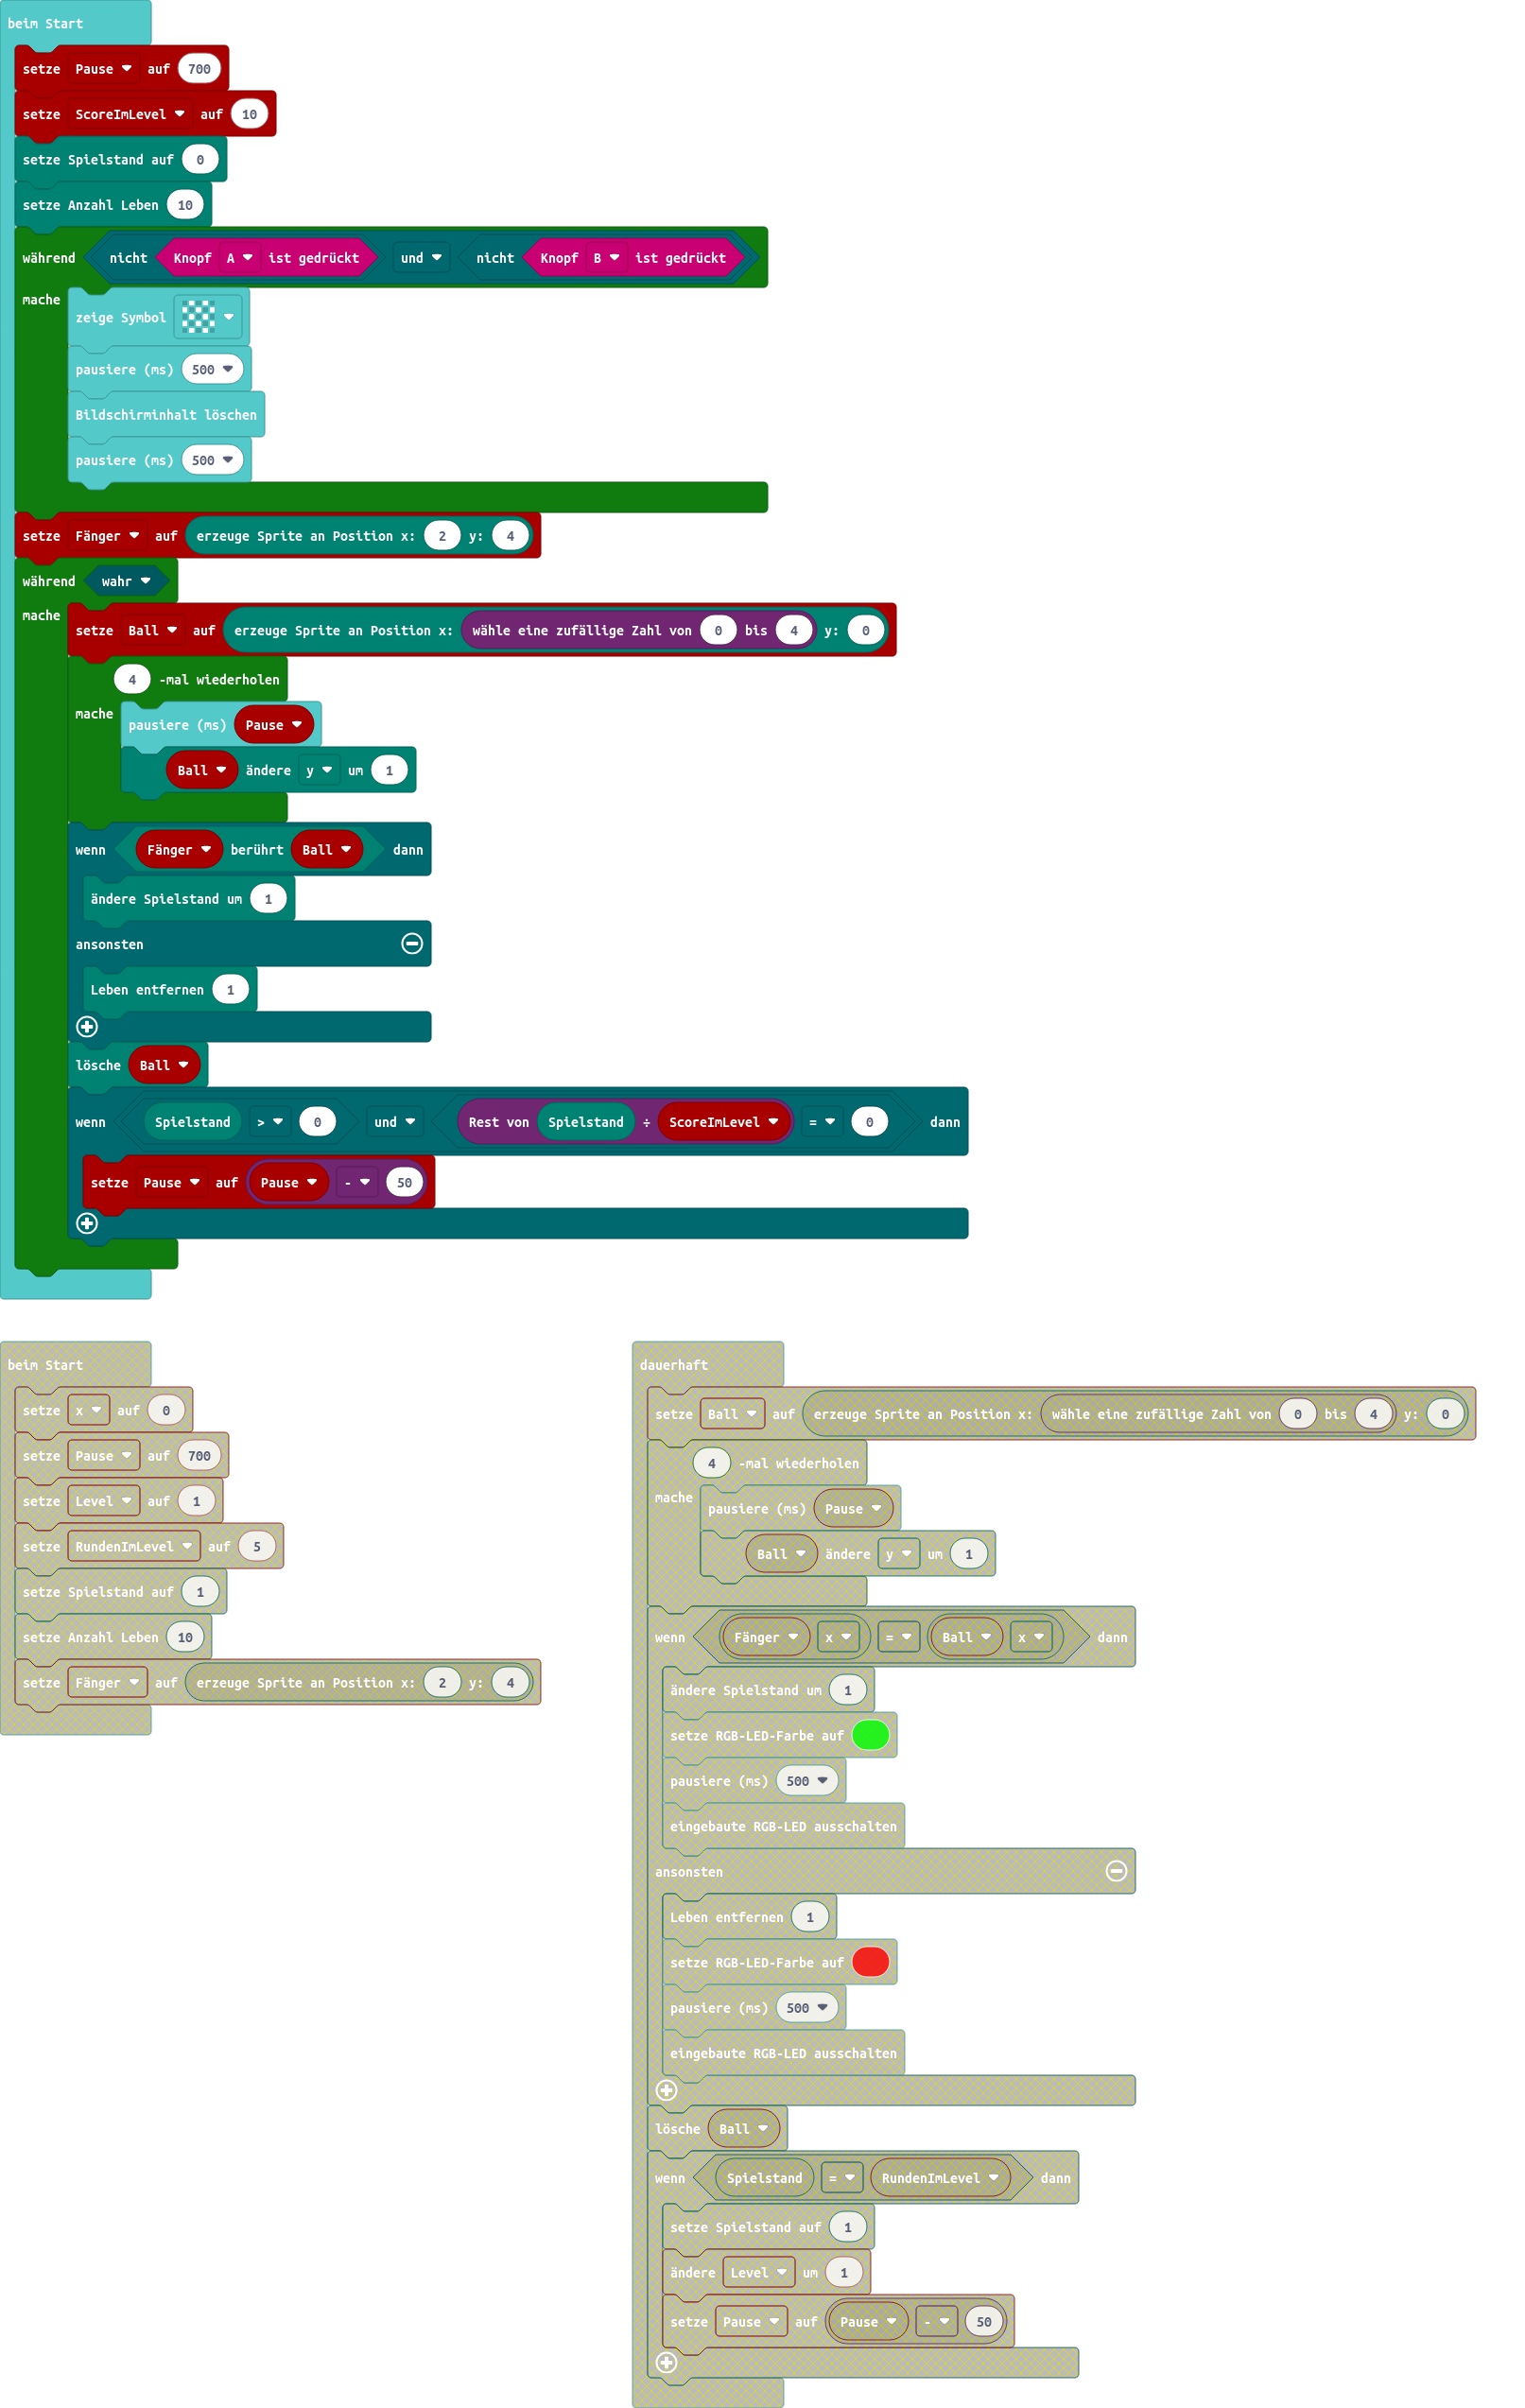 beim Start
setze Pause auf 700
setze ScoreImLevel auf 10
setze Spielstand auf 0
setze Anzahl Leben 10
während nicht Knopf A ist gedrückt und nicht Knopf B ist gedrückt
mache
zeige Symbol
pausiere (ms) 500
Bildschirminhalt löschen
pausiere (ms) 500
setze Fänger auf erzeuge Sprite an Position x: 2 y: 4
während wahr
mache
setze Ball auf erzeuge Sprite an Position x: wähle eine zufällige Zahl von 0 bis 4 y: 0
4 -mal wiederholen
mache
pausiere (ms) Pause
Ball ändere y um 1
wenn Fänger berührt Ball dann
ändere Spielstand um 1
ansonsten
Leben entfernen 1
lösche Ball
wenn Spielstand > 0 und Rest von Spielstand ÷ ScoreImLevel = 0 dann
setze Pause auf Pause - 50
beim Start
setze x auf 0
setze Pause auf 700
setze Level auf 1
setze RundenImLevel auf 5
setze Spielstand auf 1
setze Anzahl Leben 10
setze Fänger auf erzeuge Sprite an Position x: 2 y: 4
dauerhaft
setze Ball auf erzeuge Sprite an Position x: wähle eine zufällige Zahl von 0 bis 4 y: 0
4 -mal wiederholen
mache
pausiere (ms) Pause
Ball ändere y um 1
wenn Fänger x = Ball x dann
ändere Spielstand um 1
setze RGB-LED-Farbe auf
pausiere (ms) 500
eingebaute RGB-LED ausschalten
ansonsten
Leben entfernen 1
setze RGB-LED-Farbe auf
pausiere (ms) 500
eingebaute RGB-LED ausschalten
lösche Ball
wenn Spielstand = RundenImLevel dann
setze Spielstand auf 1
ändere Level um 1
setze Pause auf Pause - 50